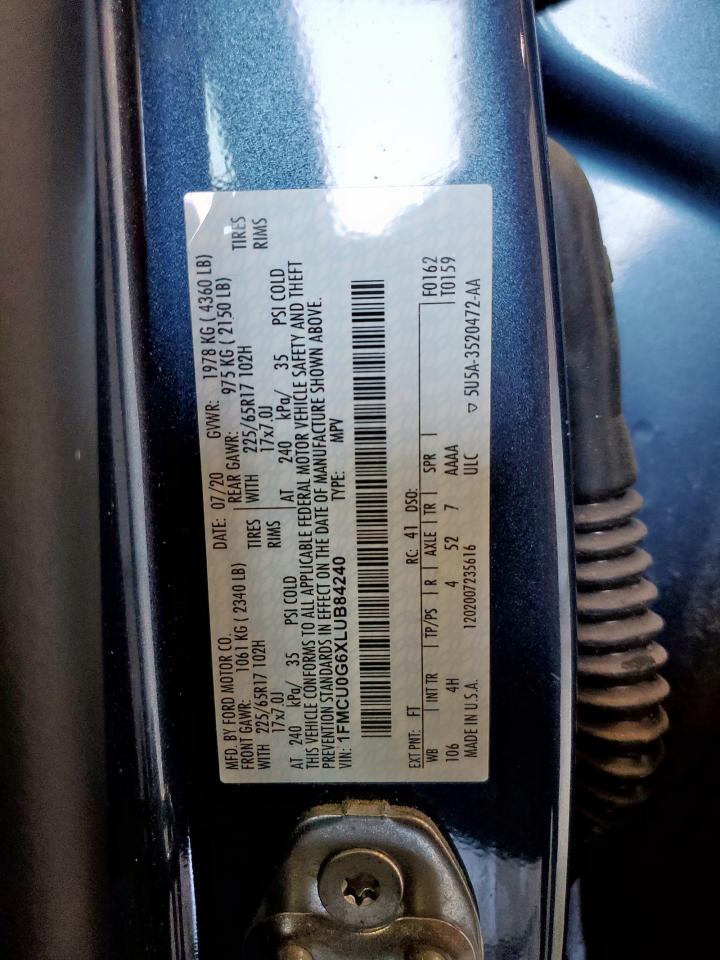 MFD. BY FORD MOTOR CO.
DATE: 07/20 GVWR: 1978 KG ( 4360 LB)
FRONT GAWR: 1061 KG ( 2340 LB) REAR GAWR: 975 KG ( 2150 LB)
WITH 225/65R17 102H TIRES WITH 225/65R17 102H TIRES
17x7.0J RIMS 17x7.0J RIMS
AT 240 kPa/ 35 PSI COLD AT 240 kPa/ 35 PSI COLD
THIS VEHICLE CONFORMS TO ALL APPLICABLE FEDERAL MOTOR VEHICLE SAFETY AND THEFT
PREVENTION STANDARDS IN EFFECT ON THE DATE OF MANUFACTURE SHOWN ABOVE.
VIN: 1FMCU0G6XLUB84240 TYPE: MPV
EXT PNT: FT RC: 41 DSO: F0162
WB INT TR TP/PS R AXLE TR SPR T0159
106 4H 4 52 7 AAAA
MADE IN U.S.A. 1202007235616 ULC ▽ 5U5A-3520472-AA